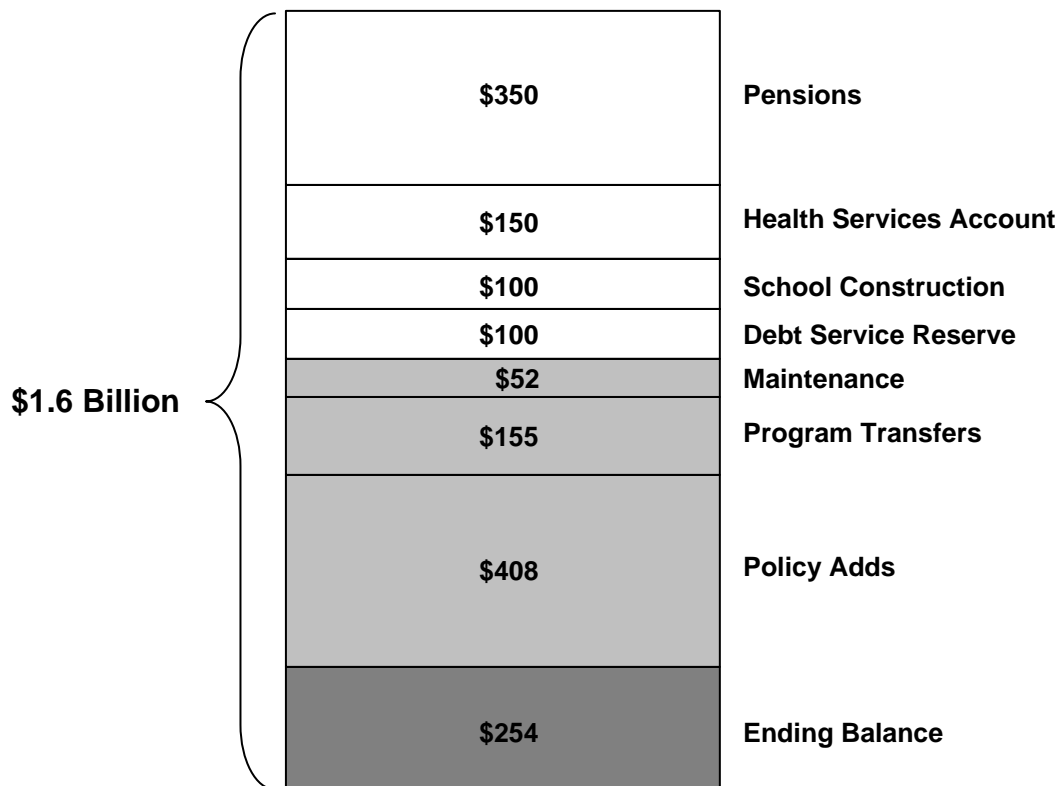 $350 Pensions
$150 Health Services Account
$100 School Construction
$100 Debt Service Reserve
$52 Maintenance
$1.6 Billion
$155 Program Transfers
$408 Policy Adds
$254 Ending Balance